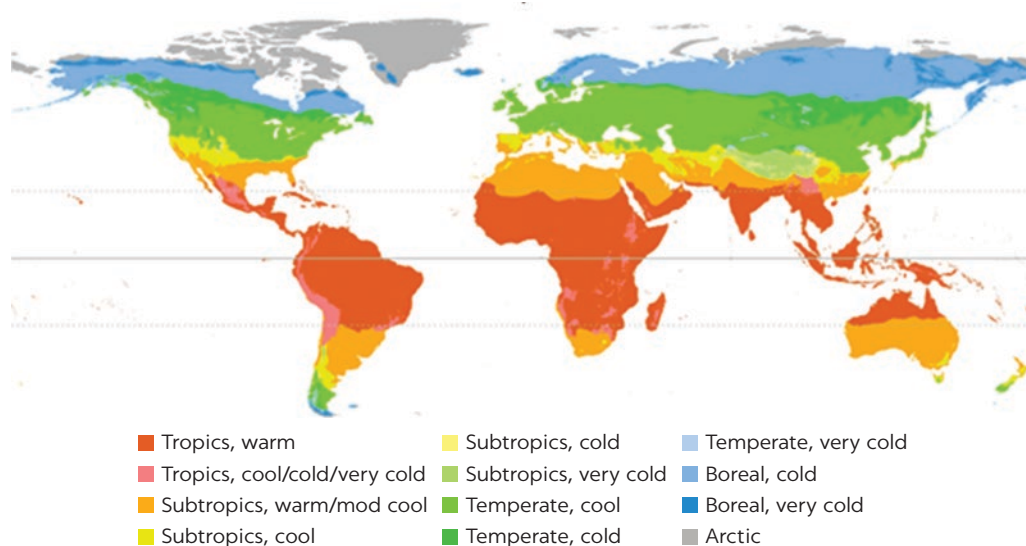 Tropics, warm
Tropics, cool/cold/very cold
Subtropics, warm/mod cool
Subtropics, cool
Subtropics, cold
Subtropics, very cold
Temperate, cool
Temperate, cold
Temperate, very cold
Boreal, cold
Boreal, very cold
Arctic